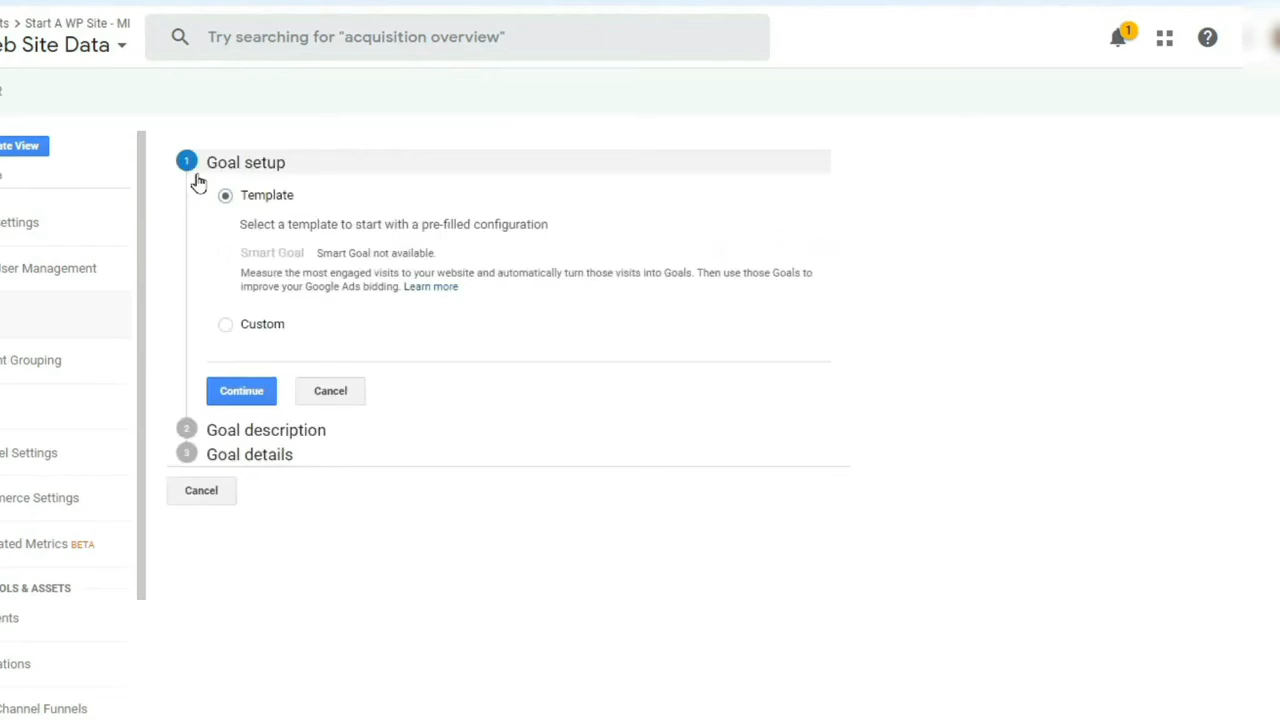 ts > Start A WP Site - MI
eb Site Data
Try searching for "acquisition overview"
1
ate View
1 Goal setup
ettings
Template
Select a template to start with a pre-filled configuration
Smart Goal Smart Goal not available.
User Management
Measure the most engaged visits to your website and automatically turn those visits into Goals. Then use those Goals to
improve your Google Ads bidding. Learn more
Custom
nt Grouping
Continue Cancel
2 Goal description
el Settings
3 Goal details
Cancel
merce Settings
ated Metrics BETA
OLS & ASSETS
ents
ations
Channel Funnels